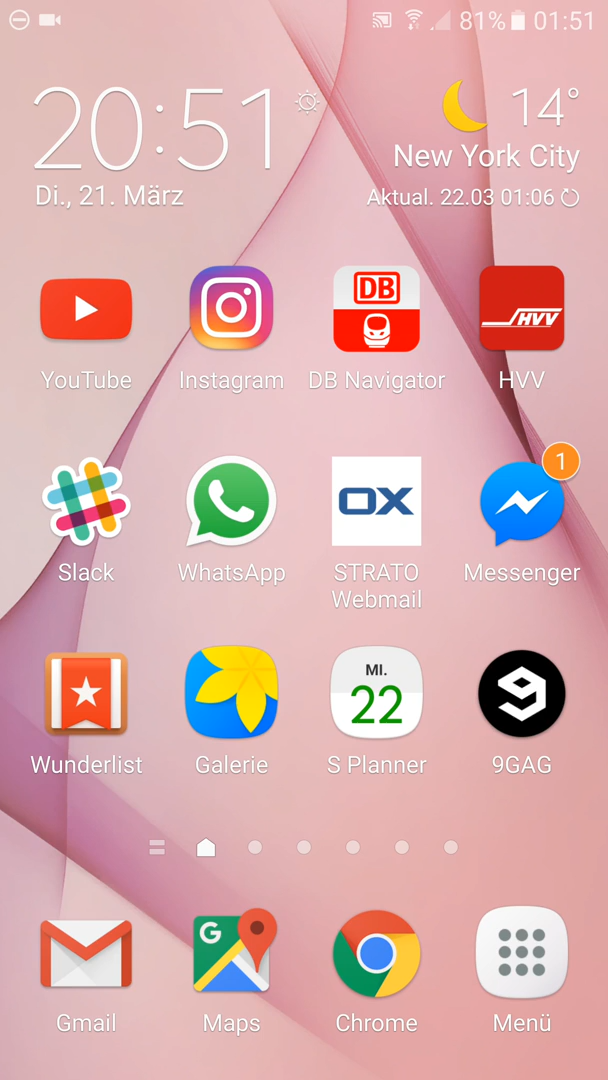 81% 01:51
20:51
14°
New York City
Di., 21. März
Aktual. 22.03 01:06
DB
HVV
YouTube
Instagram
DB Navigator
HVV
1
OX
Slack
WhatsApp
STRATO
Webmail
Messenger
MI.
22
9
Wunderlist
Galerie
S Planner
9GAG
G
Gmail
Maps
Chrome
Menü